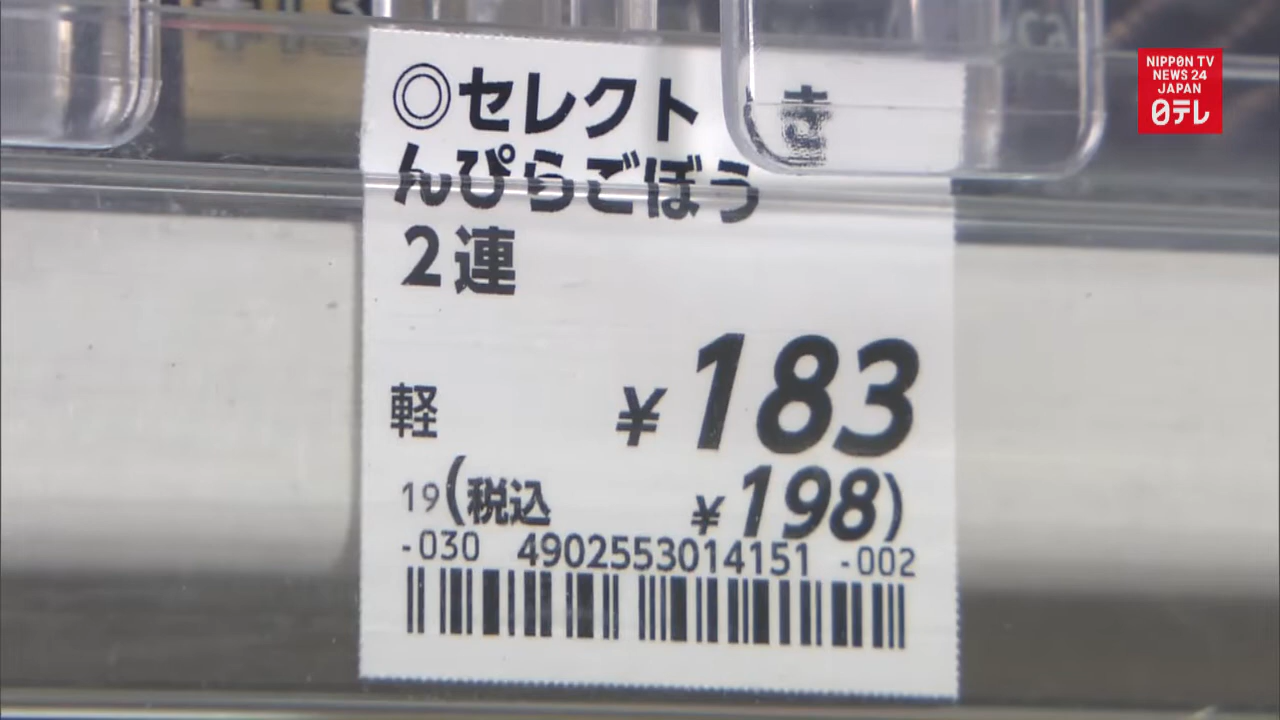 ◎セレクト　き
んぴらごぼう
2連
軽 ¥183
19(税込 ¥198)
-030 4902553014151 -002
NIPPON TV
NEWS 24
JAPAN
日テレ